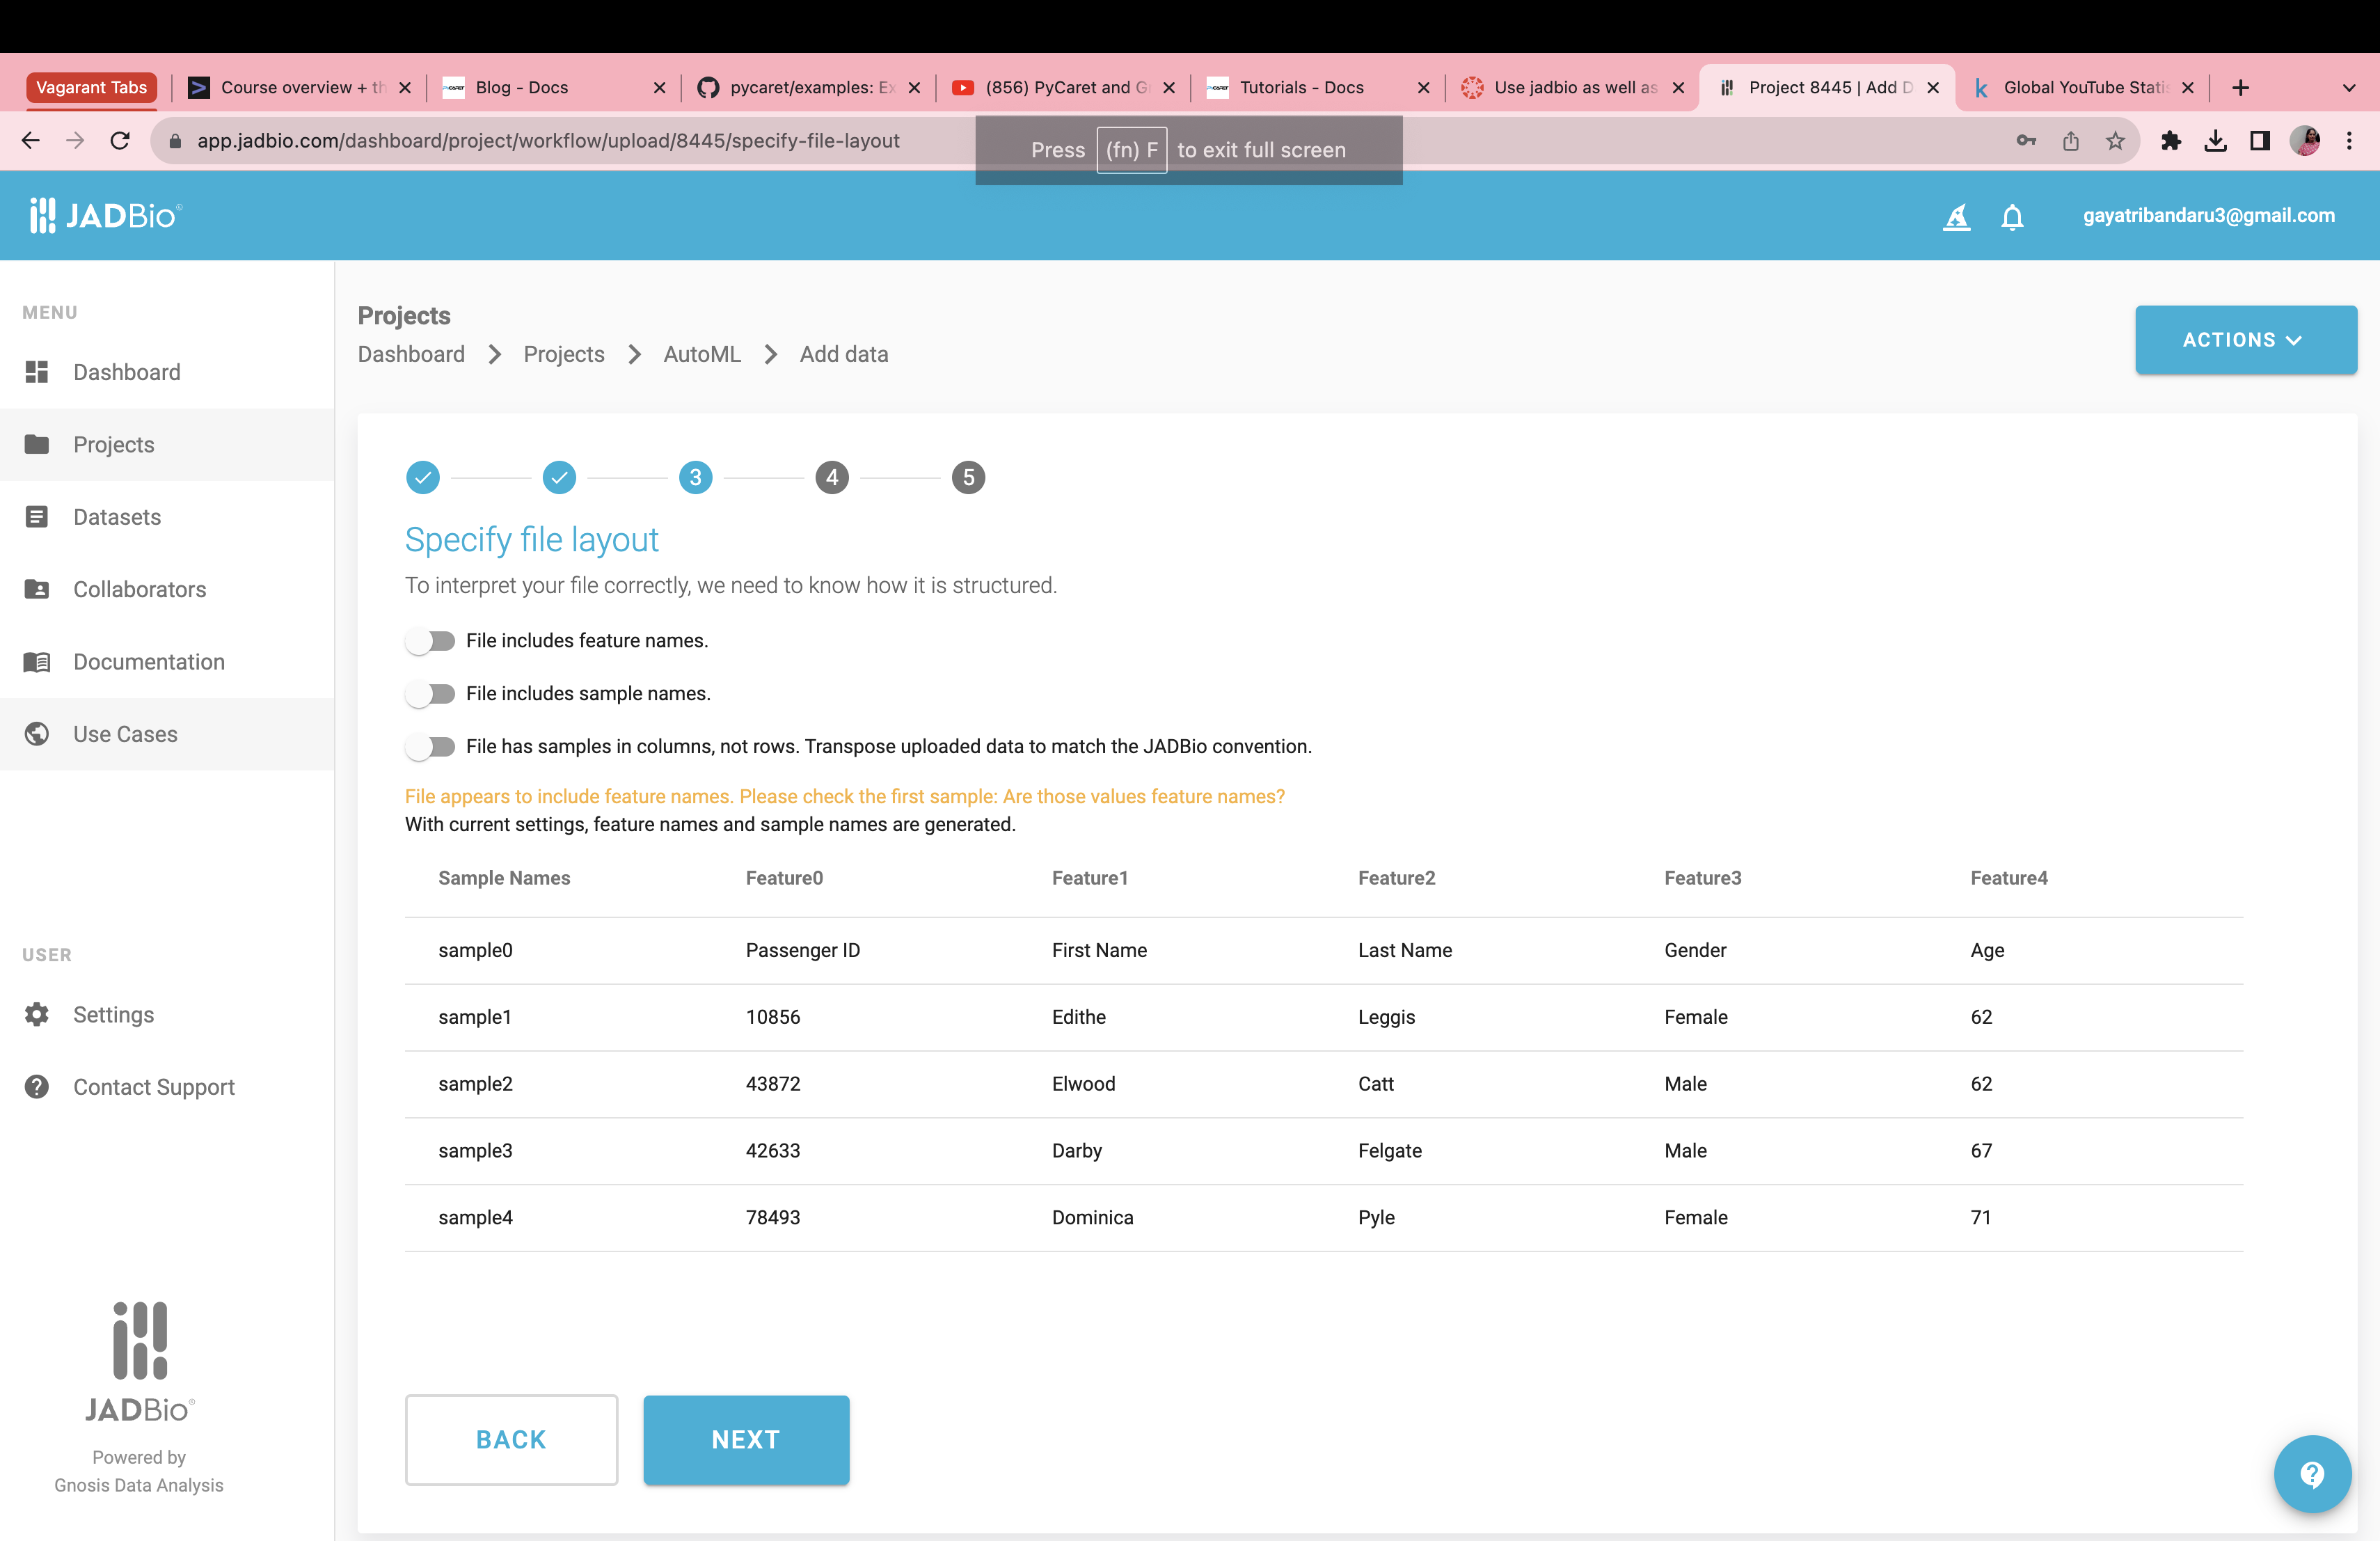 Vagarant Tabs
Course overview + th
Blog - Docs
pycaret/examples: Ex
(856) PyCaret and G
Tutorials - Docs
Use jadbio as well as
Project 8445 | Add D
Global YouTube Statis
app.jadbio.com/dashboard/project/workflow/upload/8445/specify-file-layout
Press (fn) F to exit full screen
JADBio
gayatribandaru3@gmail.com
MENU
Dashboard
Projects
Datasets
Collaborators
Documentation
Use Cases
USER
Settings
Contact Support
JADBio
Powered by
Gnosis Data Analysis
Projects
Dashboard > Projects > AutoML > Add data
ACTIONS
3 4 5
Specify file layout
To interpret your file correctly, we need to know how it is structured.
File includes feature names.
File includes sample names.
File has samples in columns, not rows. Transpose uploaded data to match the JADBio convention.
File appears to include feature names. Please check the first sample: Are those values feature names?
With current settings, feature names and sample names are generated.
Sample Names Feature0 Feature1 Feature2 Feature3 Feature4
sample0 Passenger ID First Name Last Name Gender Age
sample1 10856 Edithe Leggis Female 62
sample2 43872 Elwood Catt Male 62
sample3 42633 Darby Felgate Male 67
sample4 78493 Dominica Pyle Female 71
BACK
NEXT